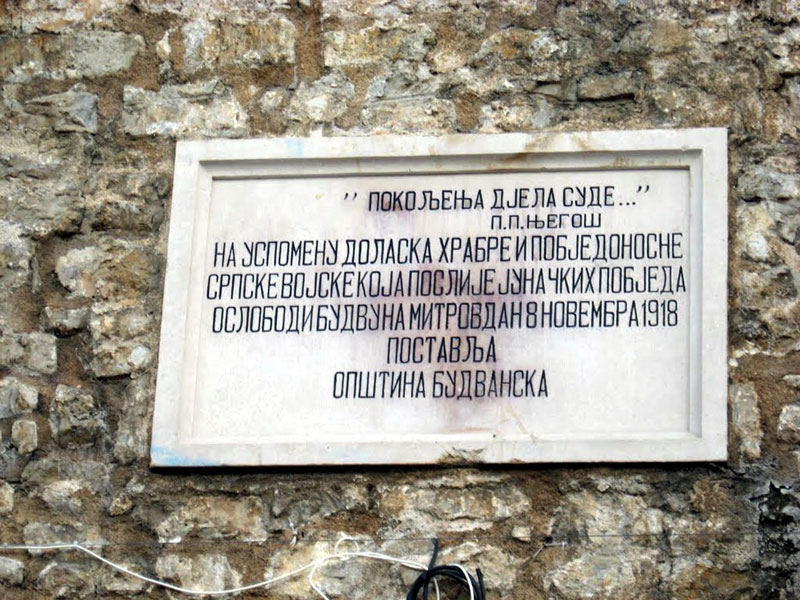 "ПОКОЉЕЊА ДЈЕЛА СУДЕ..."
П.П.ЊЕГОШ
НА УСПОМЕНУ ДОЛАСКА ХРАБРЕ И ПОБЈЕДОНОСНЕ
СРПСКЕ ВОЈСКЕ КОЈА ПОСЛИЈЕ ЈУНАЧКИХ ПОБЈЕДА
ОСЛОБОДИ БУДВУ НА МИТРОВДАН 8 НОВЕМБРА 1918
ПОСТАВЉА
ОПШТИНА БУДВАНСКА